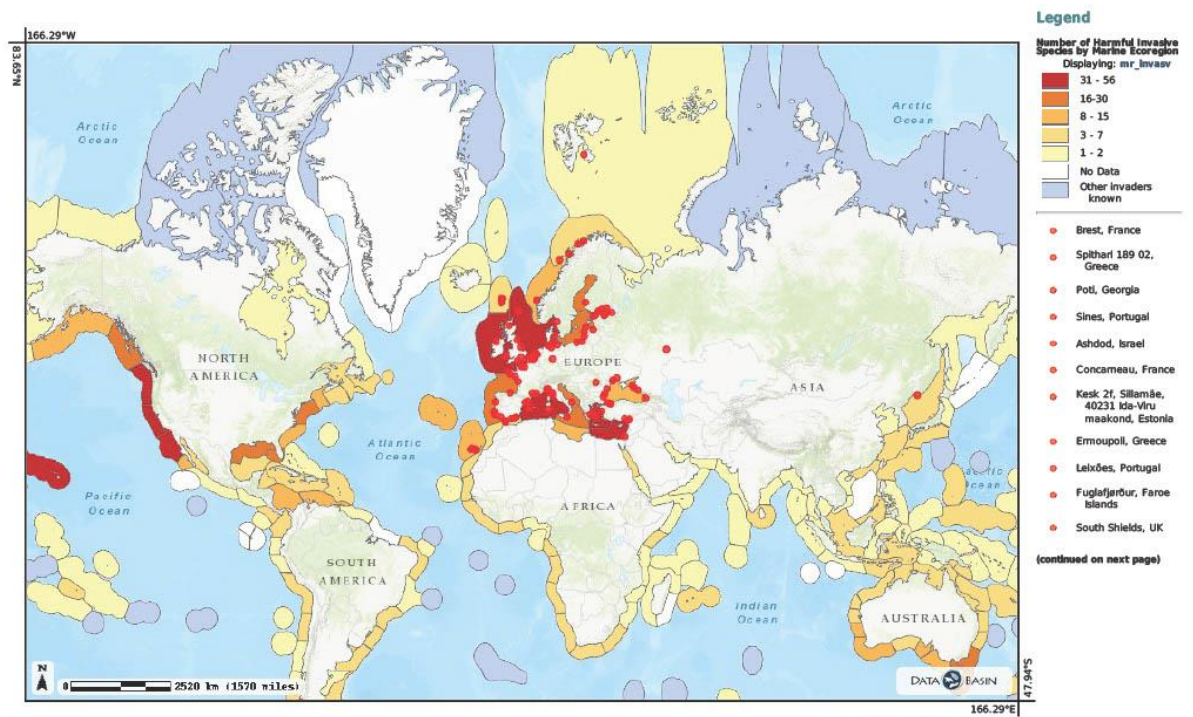 166.29°W
83.65°N
Arctic
Ocean
Arctic
Ocean
NORTH
AMERICA
EUROPE
ASIA
Atlantic
Ocean
Pacific
Ocean
Pacific
Ocean
AFRICA
SOUTH
AMERICA
Indian
Ocean
AUSTRALIA
N
0 2520 km (1570 miles)
DATA BASIN
47.94°S
166.29°E
Legend
Number of Harmful Invasive
Species by Marine Ecoregion
Displaying: mr_invasv
31 - 56
16-30
8 - 15
3 - 7
1 - 2
No Data
Other invaders
known
Brest, France
Spithari 189 02,
Greece
Poti, Georgia
Sines, Portugal
Ashdod, Israel
Concarneau, France
Kesk 2f, Sillamäe,
40231 Ida-Viru
maakond, Estonia
Ermoupoli, Greece
Leixões, Portugal
Fuglafjørður, Faroe
Islands
South Shields, UK
(continued on next page)